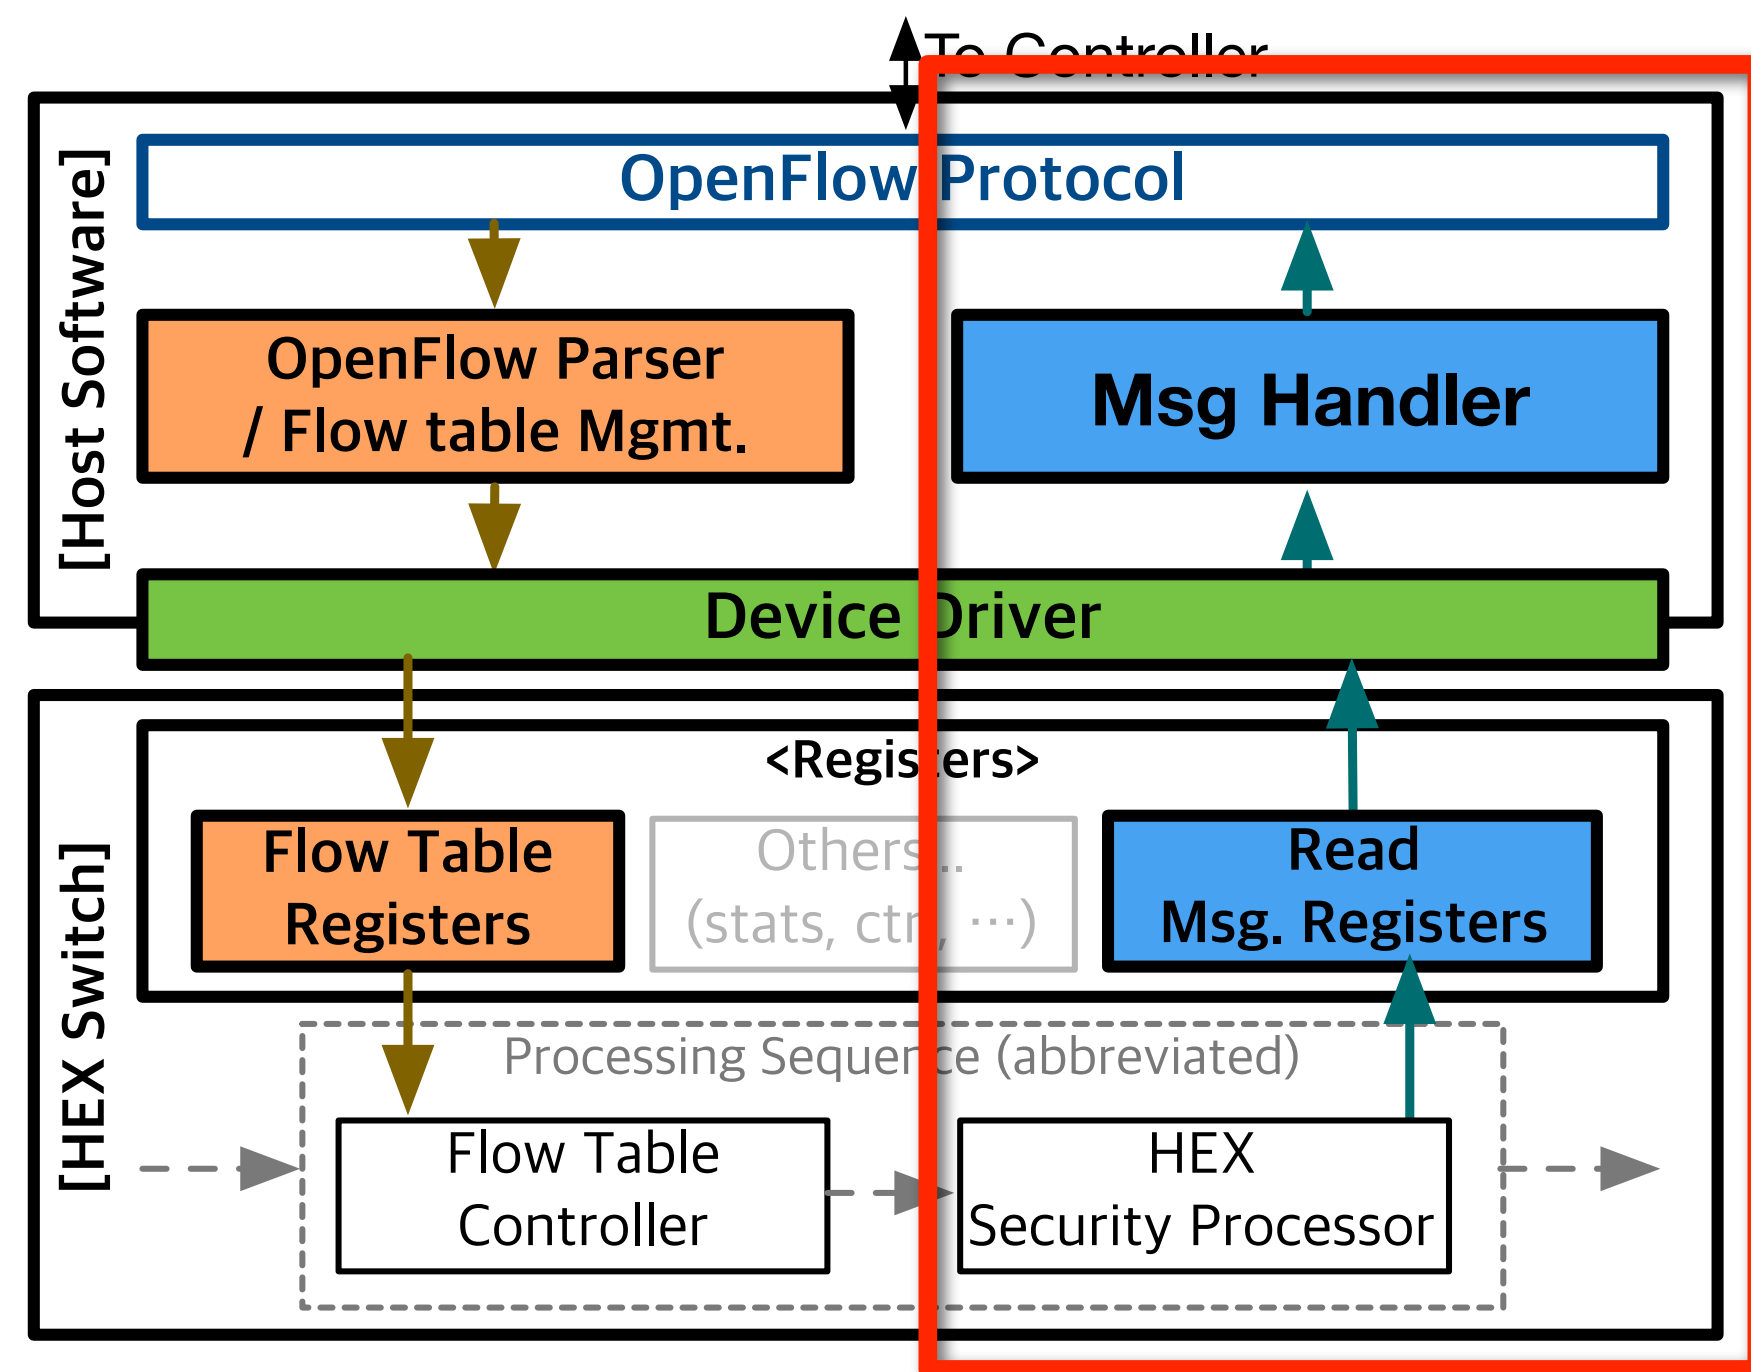 To Controller
[Host Software]
OpenFlow Protocol
OpenFlow Parser
/ Flow table Mgmt.
Msg Handler
Device Driver
[HEX Switch]
<Registers>
Flow Table
Registers
Others...
(stats, ctrl, ⋯)
Read
Msg. Registers
Processing Sequence (abbreviated)
Flow Table
Controller
HEX
Security Processor